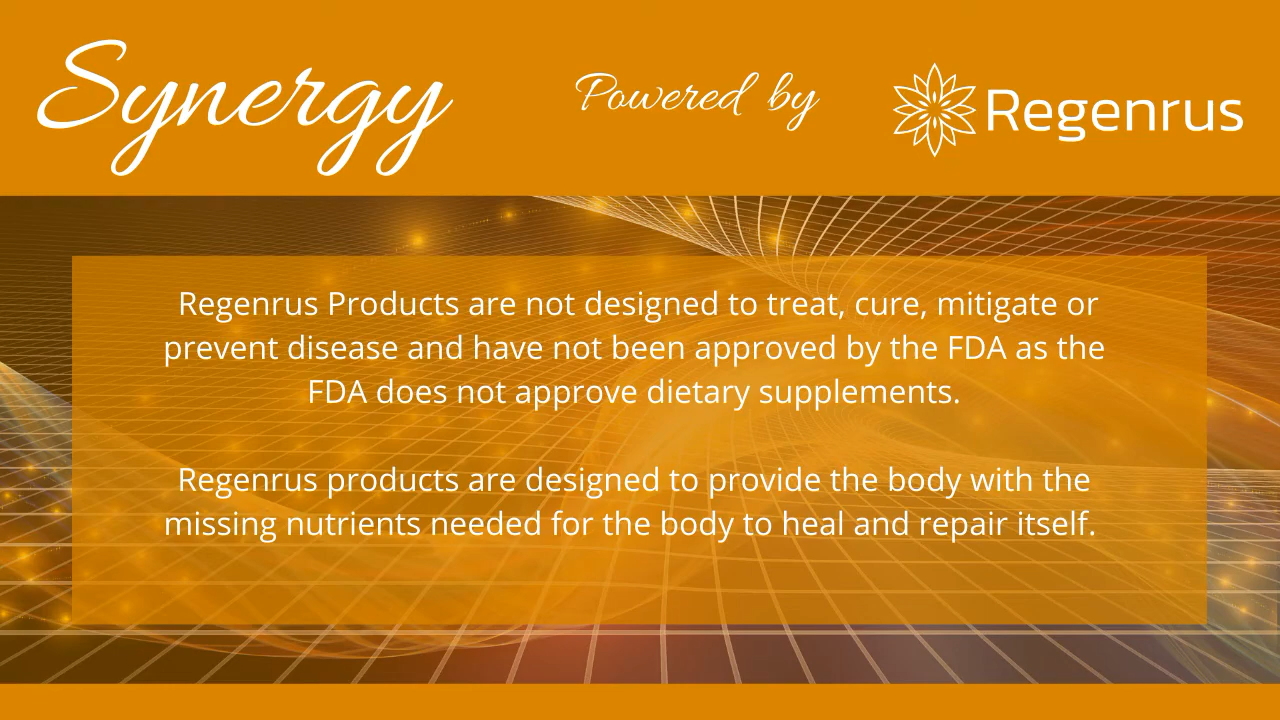 Synergy
Powered by
Regenrus
Regenrus Products are not designed to treat, cure, mitigate or
prevent disease and have not been approved by the FDA as the
FDA does not approve dietary supplements.
Regenrus products are designed to provide the body with the
missing nutrients needed for the body to heal and repair itself.